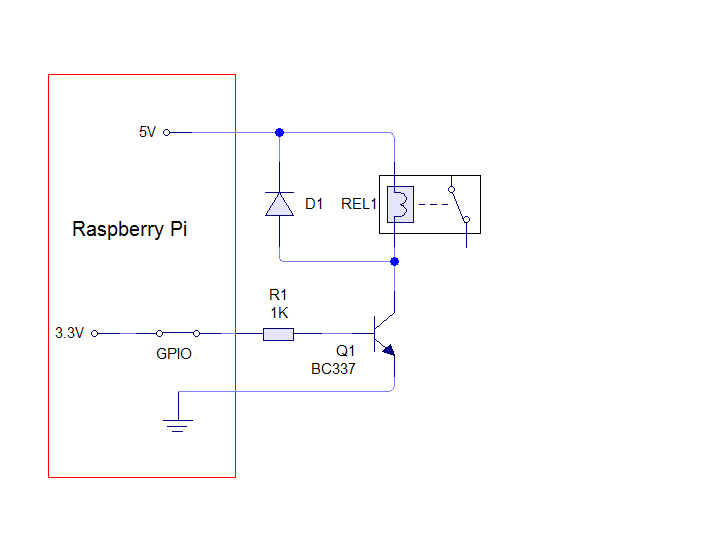 5V
D1
REL1
Raspberry Pi
R1
1K
3.3V
GPIO
Q1
BC337